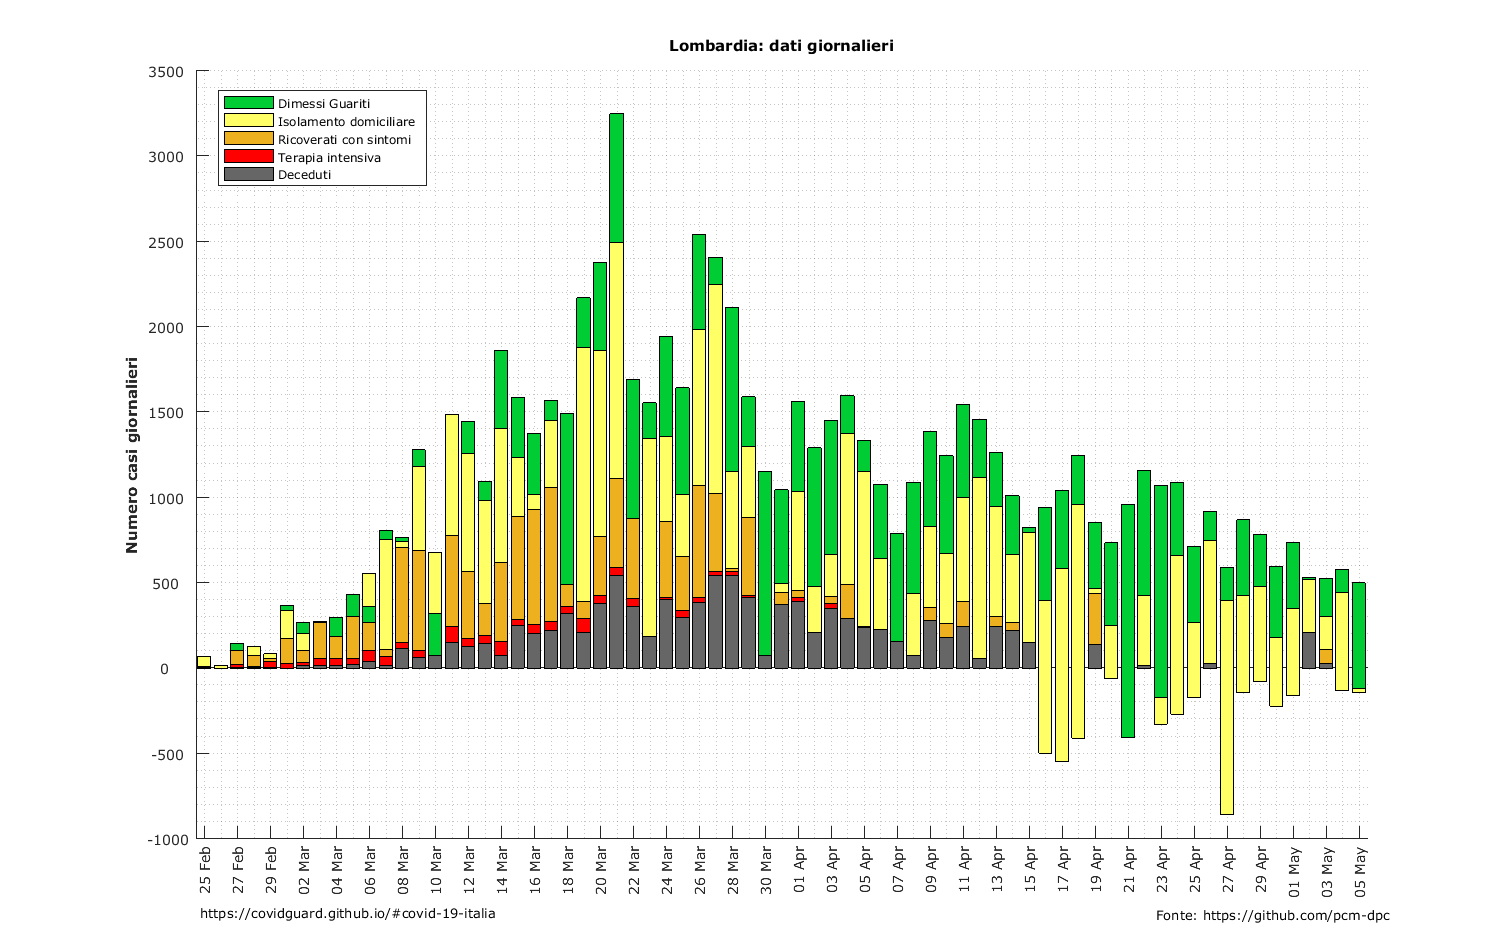 Lombardia: dati giornalieri
3500
3000
2500
2000
1500
1000
500
0
-500
-1000
Numero casi giornalieri
Dimessi Guariti
Isolamento domiciliare
Ricoverati con sintomi
Terapia intensiva
Deceduti
25 Feb
27 Feb
29 Feb
02 Mar
04 Mar
06 Mar
08 Mar
10 Mar
12 Mar
14 Mar
16 Mar
18 Mar
20 Mar
22 Mar
24 Mar
26 Mar
28 Mar
30 Mar
01 Apr
03 Apr
05 Apr
07 Apr
09 Apr
11 Apr
13 Apr
15 Apr
17 Apr
19 Apr
21 Apr
23 Apr
25 Apr
27 Apr
29 Apr
01 May
03 May
05 May
https://covidguard.github.io/#covid-19-italia
Fonte: https://github.com/pcm-dpc